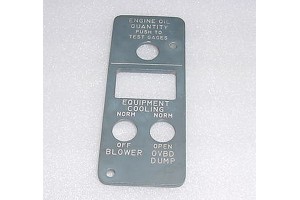 ENGINE OIL
QUANTITY
PUSH TO
TEST GAGES
EQUIPMENT
COOLING
NORM NORM
OFF OPEN
BLOWER OVBD
DUMP